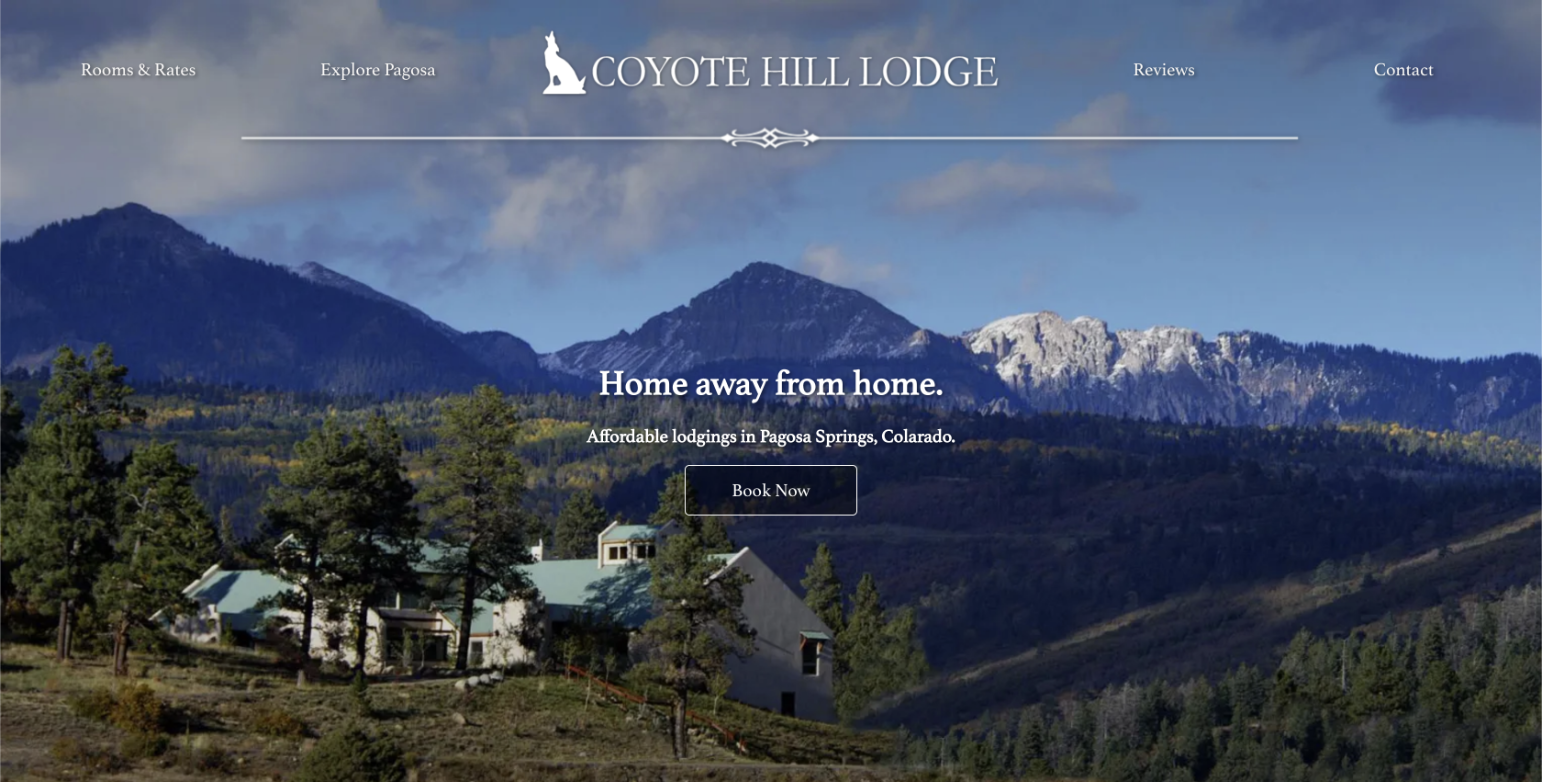 Rooms & Rates
Explore Pagosa
COYOTE HILL LODGE
Reviews
Contact
Home away from home.
Affordable lodgings in Pagosa Springs, Colarado.
Book Now